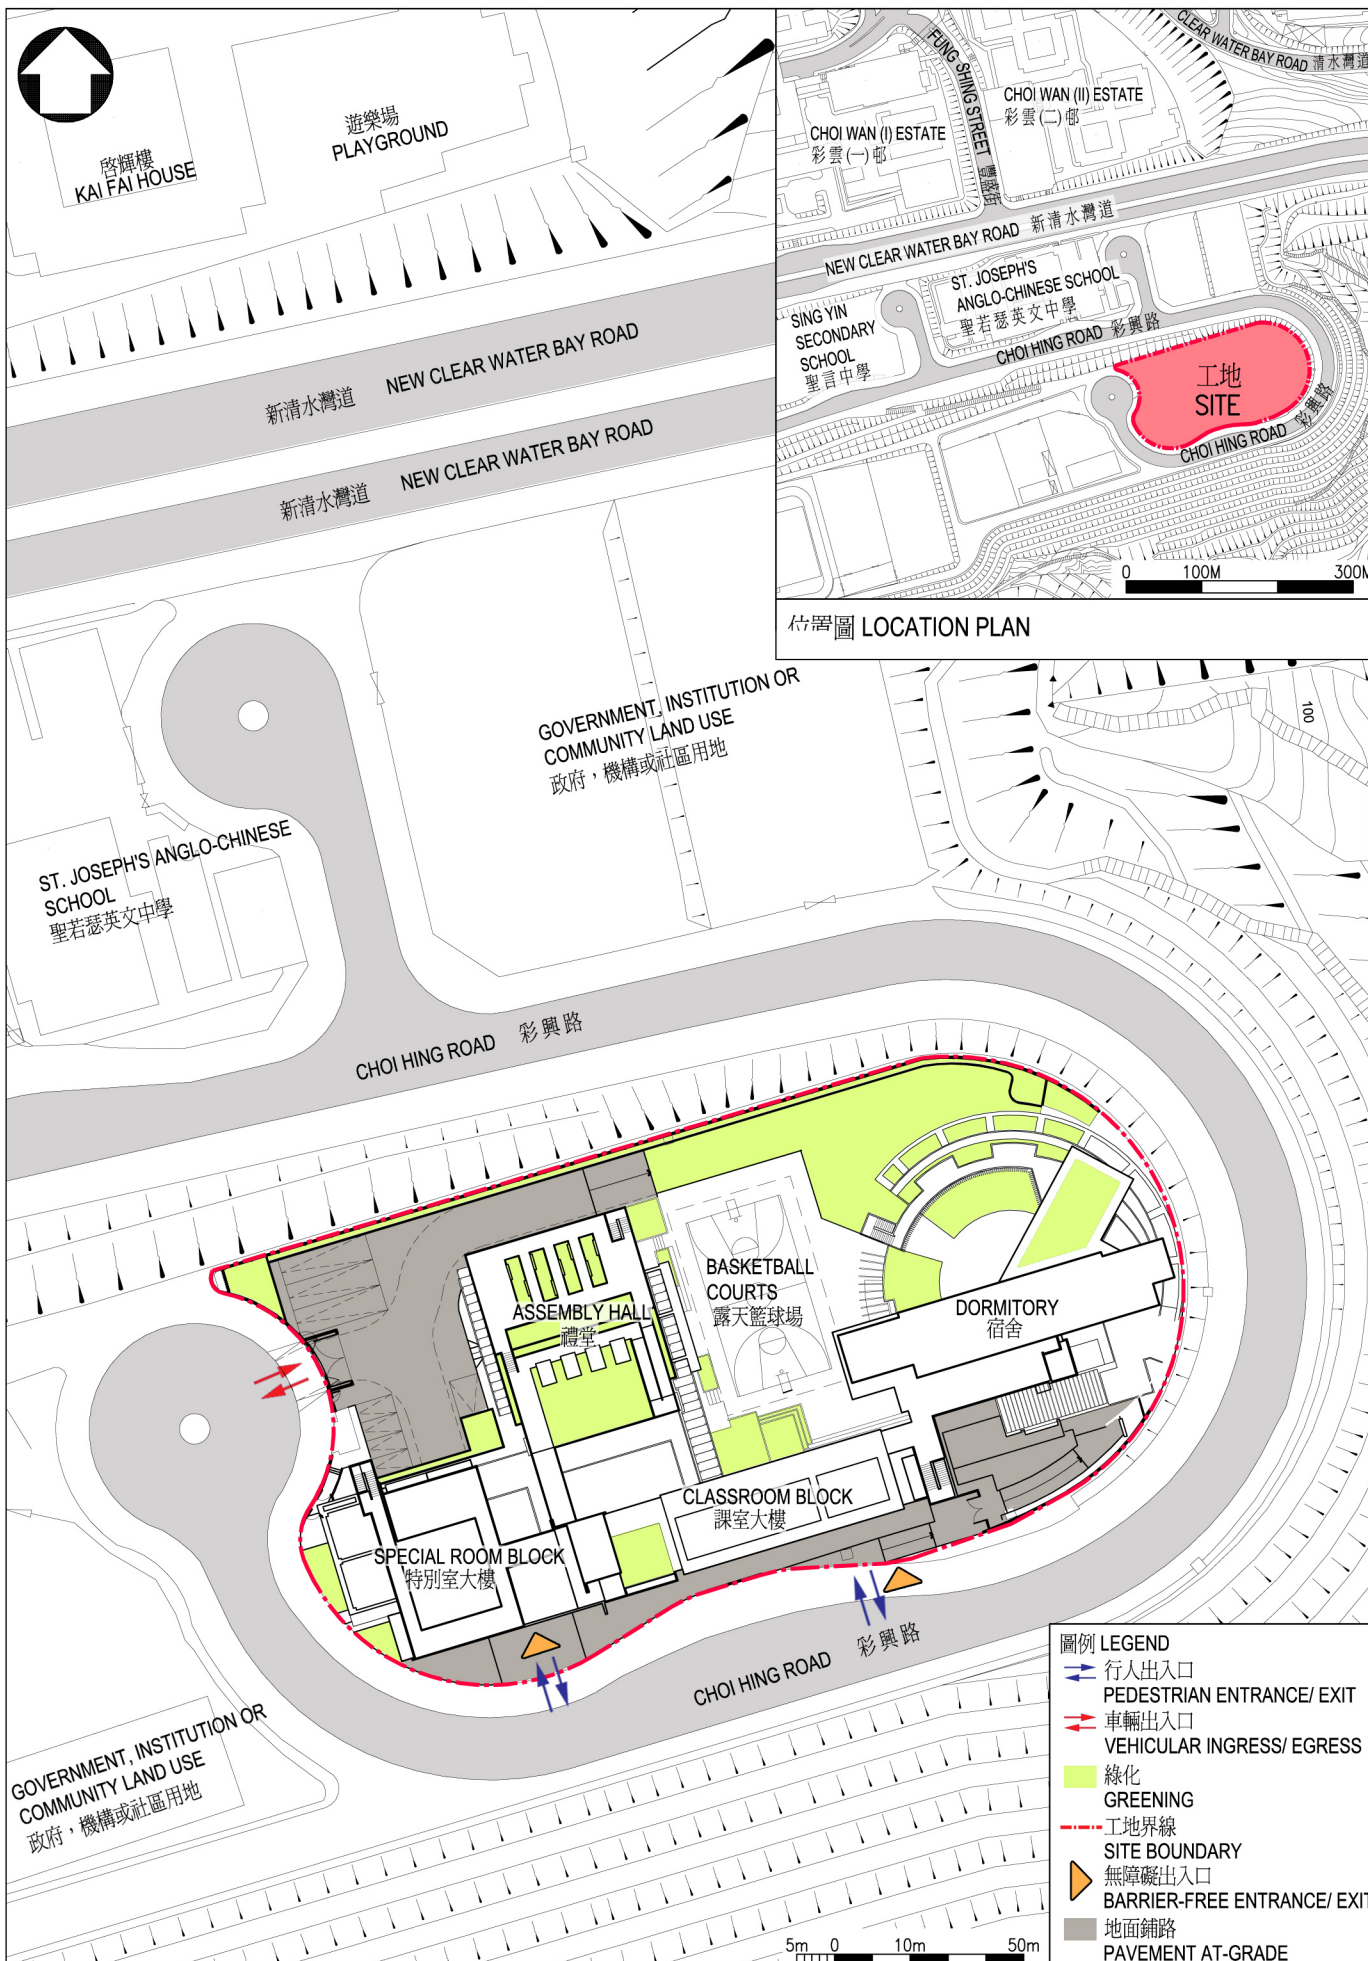 啓輝樓
KAI FAI HOUSE
遊樂場
PLAYGROUND
新清水灣道 NEW CLEAR WATER BAY ROAD
新清水灣道 NEW CLEAR WATER BAY ROAD
CLEAR WATER BAY ROAD 清水灣道
FUNG SHING STREET 豐盛街
CHOI WAN (II) ESTATE
彩雲(二)邨
CHOI WAN (I) ESTATE
彩雲(一)邨
NEW CLEAR WATER BAY ROAD 新清水灣道
ST. JOSEPH'S
ANGLO-CHINESE SCHOOL
聖若瑟英文中學
SING YIN
SECONDARY
SCHOOL
聖言中學
CHOI HING ROAD 彩興路
工地
SITE
CHOI HING ROAD 彩興路
0 100M 300M
位置圖 LOCATION PLAN
100
GOVERNMENT, INSTITUTION OR
COMMUNITY LAND USE
政府，機構或社區用地
ST. JOSEPH'S ANGLO-CHINESE
SCHOOL
聖若瑟英文中學
CHOI HING ROAD 彩興路
BASKETBALL
COURTS
露天籃球場
ASSEMBLY HALL
禮堂
DORMITORY
宿舍
CLASSROOM BLOCK
課室大樓
SPECIAL ROOM BLOCK
特別室大樓
CHOI HING ROAD 彩興路
GOVERNMENT, INSTITUTION OR
COMMUNITY LAND USE
政府，機構或社區用地
圖例 LEGEND
行人出入口
PEDESTRIAN ENTRANCE/ EXIT
車輛出入口
VEHICULAR INGRESS/ EGRESS
綠化
GREENING
工地界線
SITE BOUNDARY
無障礙出入口
BARRIER-FREE ENTRANCE/ EXIT
地面鋪路
PAVEMENT AT-GRADE
5m 0 10m 50m